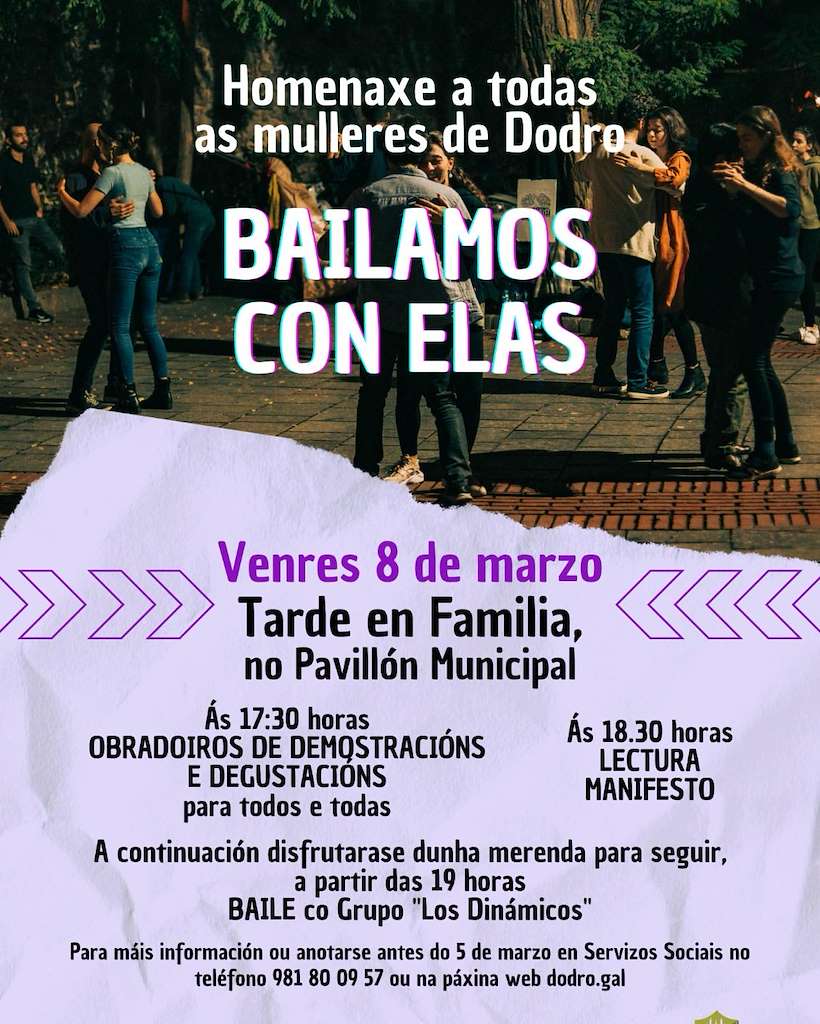 Homenaxe a todas
as mulleres de Dodro
BAILAMOS
CON ELAS
Venres 8 de marzo
Tarde en Familia,
no Pavillón Municipal
Ás 17:30 horas
OBRADOIROS DE DEMOSTRACIÓNS
E DEGUSTACIÓNS
para todos e todas
Ás 18.30 horas
LECTURA
MANIFESTO
A continuación disfrutarase dunha merenda para seguir,
a partir das 19 horas
BAILE co Grupo "Los Dinámicos"
Para máis información ou anotarse antes do 5 de marzo en Servizos Sociais no
teléfono 981 80 09 57 ou na páxina web dodro.gal